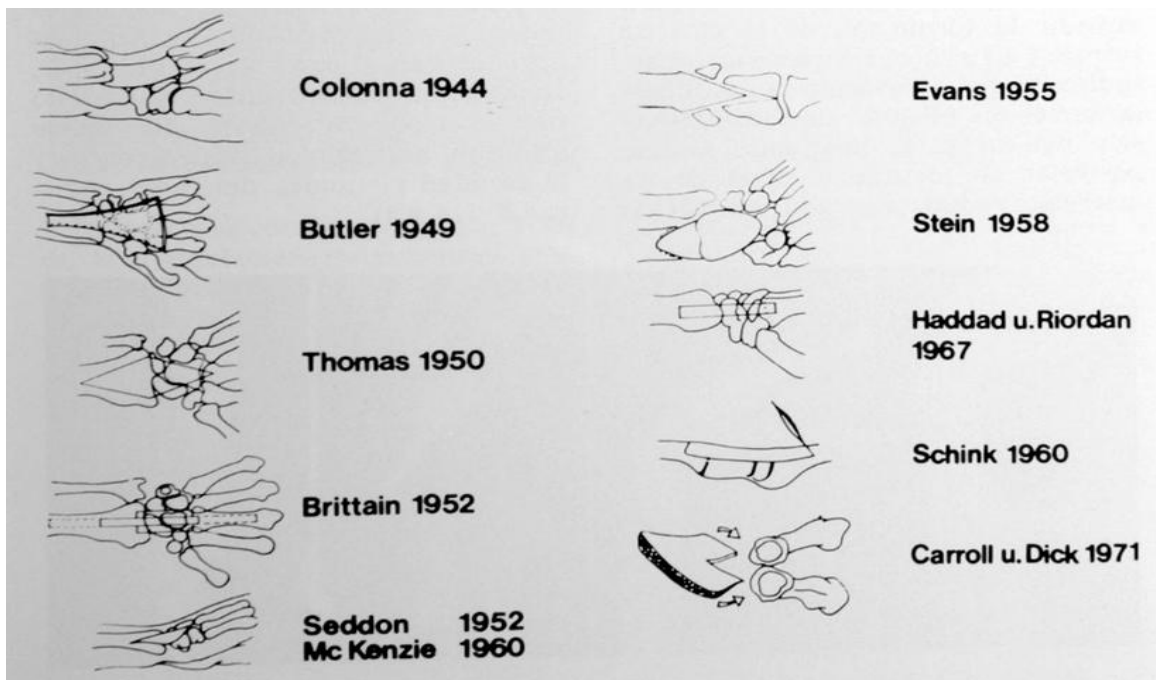 Colonna 1944
Butler 1949
Thomas 1950
Brittain 1952
Seddon 1952
Mc Kenzie 1960
Evans 1955
Stein 1958
Haddad u. Riordan
1967
Schink 1960
Carroll u. Dick 1971